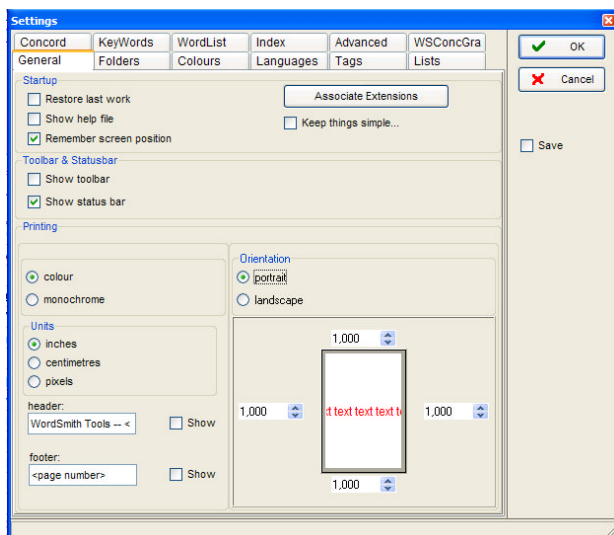 Settings
Concord KeyWords WordList Index Advanced WSConcGra
General Folders Colours Languages Tags Lists
OK
Cancel
Save
Startup
Restore last work
Show help file
Remember screen position
Associate Extensions
Keep things simple...
Toolbar & Statusbar
Show toolbar
Show status bar
Printing
colour
monochrome
Orientation
portrait
landscape
Units
inches
centimetres
pixels
header:
WordSmith Tools -- <
Show
footer:
<page number>
Show
1,000
1,000
text text text
1,000
1,000